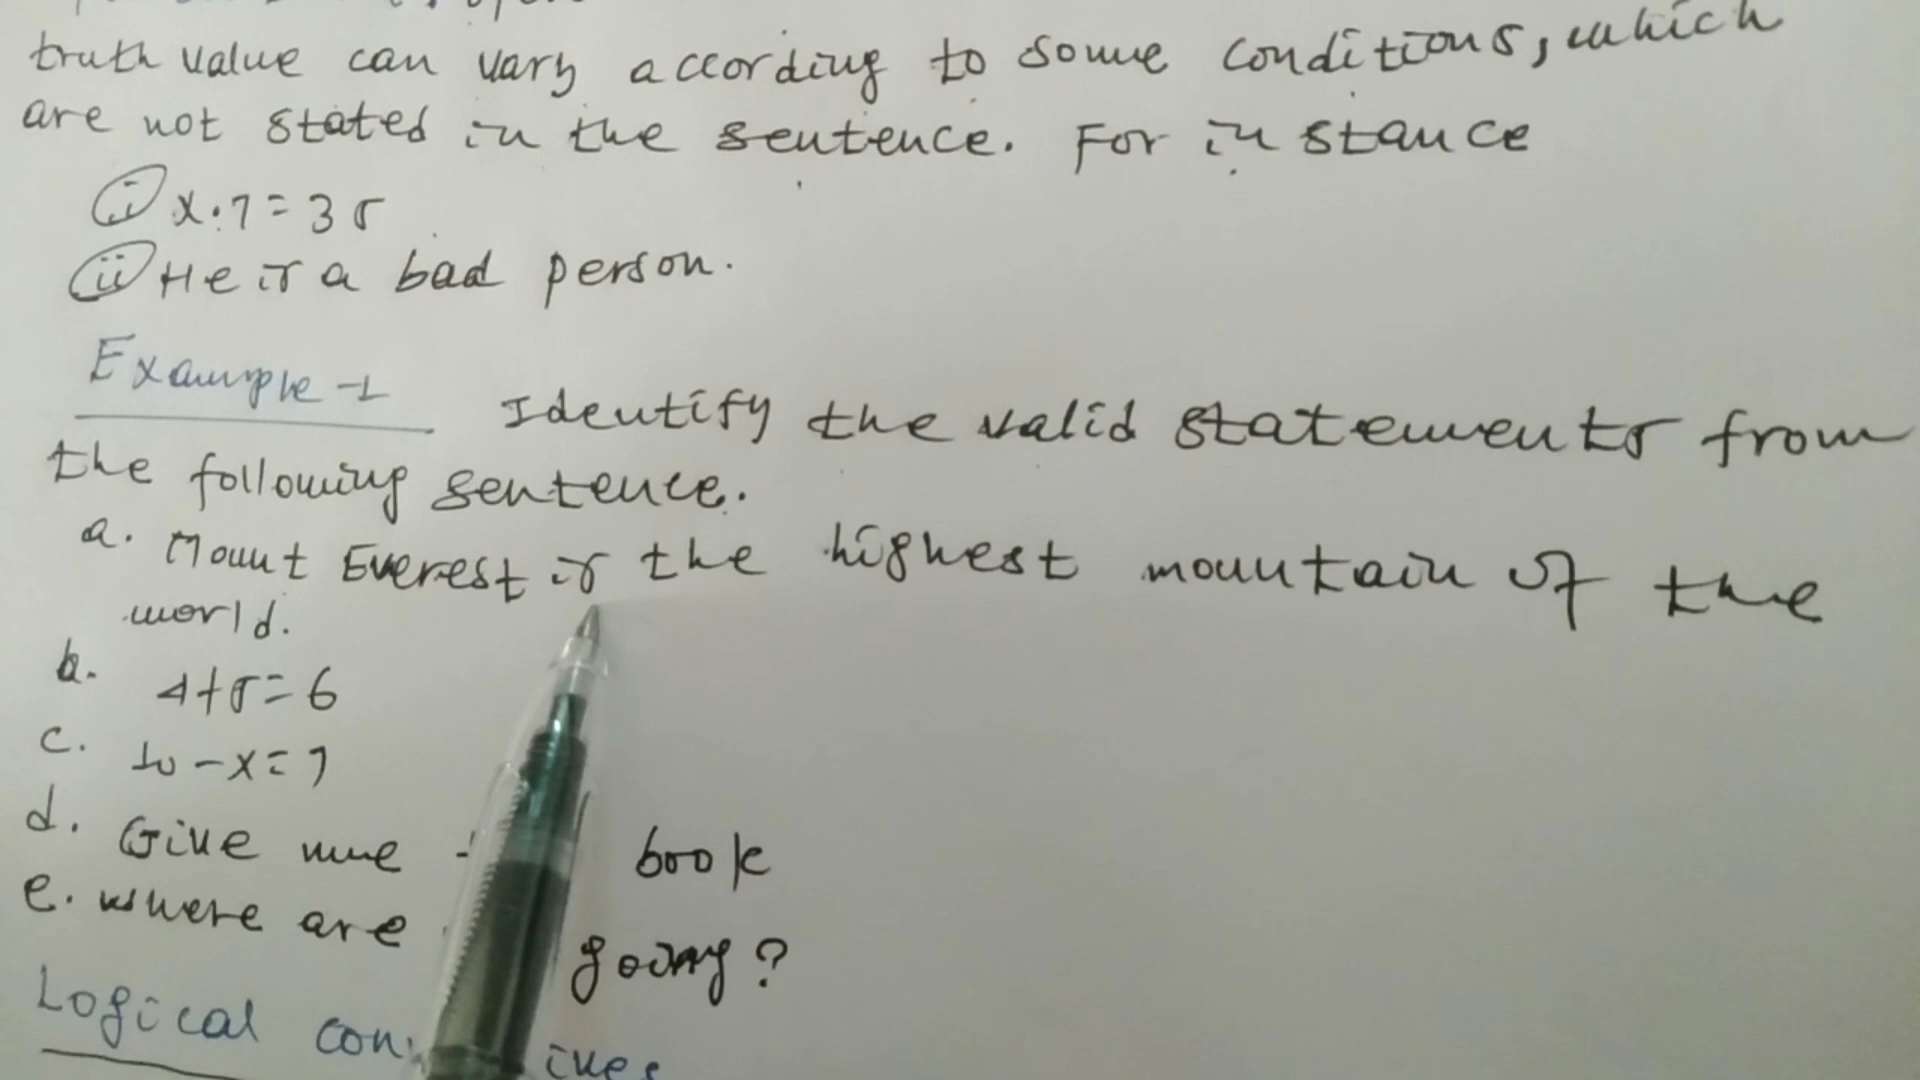 truth value can vary according to some conditions, which
are not stated in the sentence. For instance
(i) x.7=35
(ii) He is a bad person.
Example-1 Identify the valid statements from
the following sentence.
a. Mount Everest is the highest mountain of the
world.
b. 4+5=6
c. 10-x=7
d. Give me book
e. where are going?
Logical